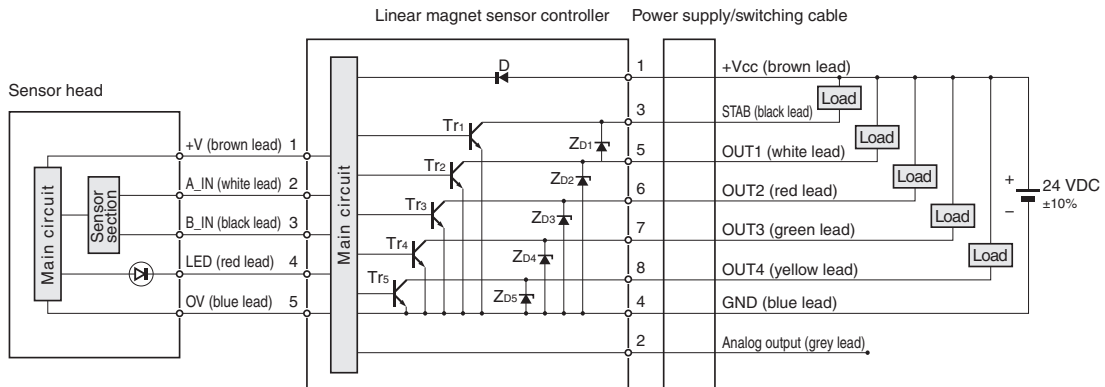 Linear magnet sensor controller
Power supply/switching cable
Sensor head
Main circuit
Sensor section
+V (brown lead) 1
A_IN (white lead) 2
B_IN (black lead) 3
LED (red lead) 4
OV (blue lead) 5
Main circuit
D
Tr1
Tr2
Tr3
Tr4
Tr5
ZD1
ZD2
ZD3
ZD4
ZD5
1 +Vcc (brown lead)
3 STAB (black lead)
5 OUT1 (white lead)
6 OUT2 (red lead)
7 OUT3 (green lead)
8 OUT4 (yellow lead)
4 GND (blue lead)
2 Analog output (grey lead)
Load
Load
Load
Load
Load
+
−
24 VDC
±10%